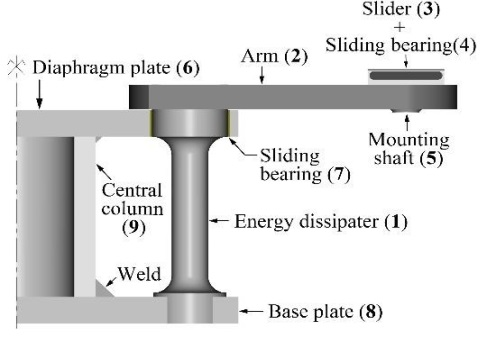 Slider (3)
+
Sliding bearing(4)
Arm (2)
Diaphragm plate (6)
Mounting
shaft (5)
Sliding
bearing (7)
Central
column
(9)
Energy dissipater (1)
Weld
Base plate (8)